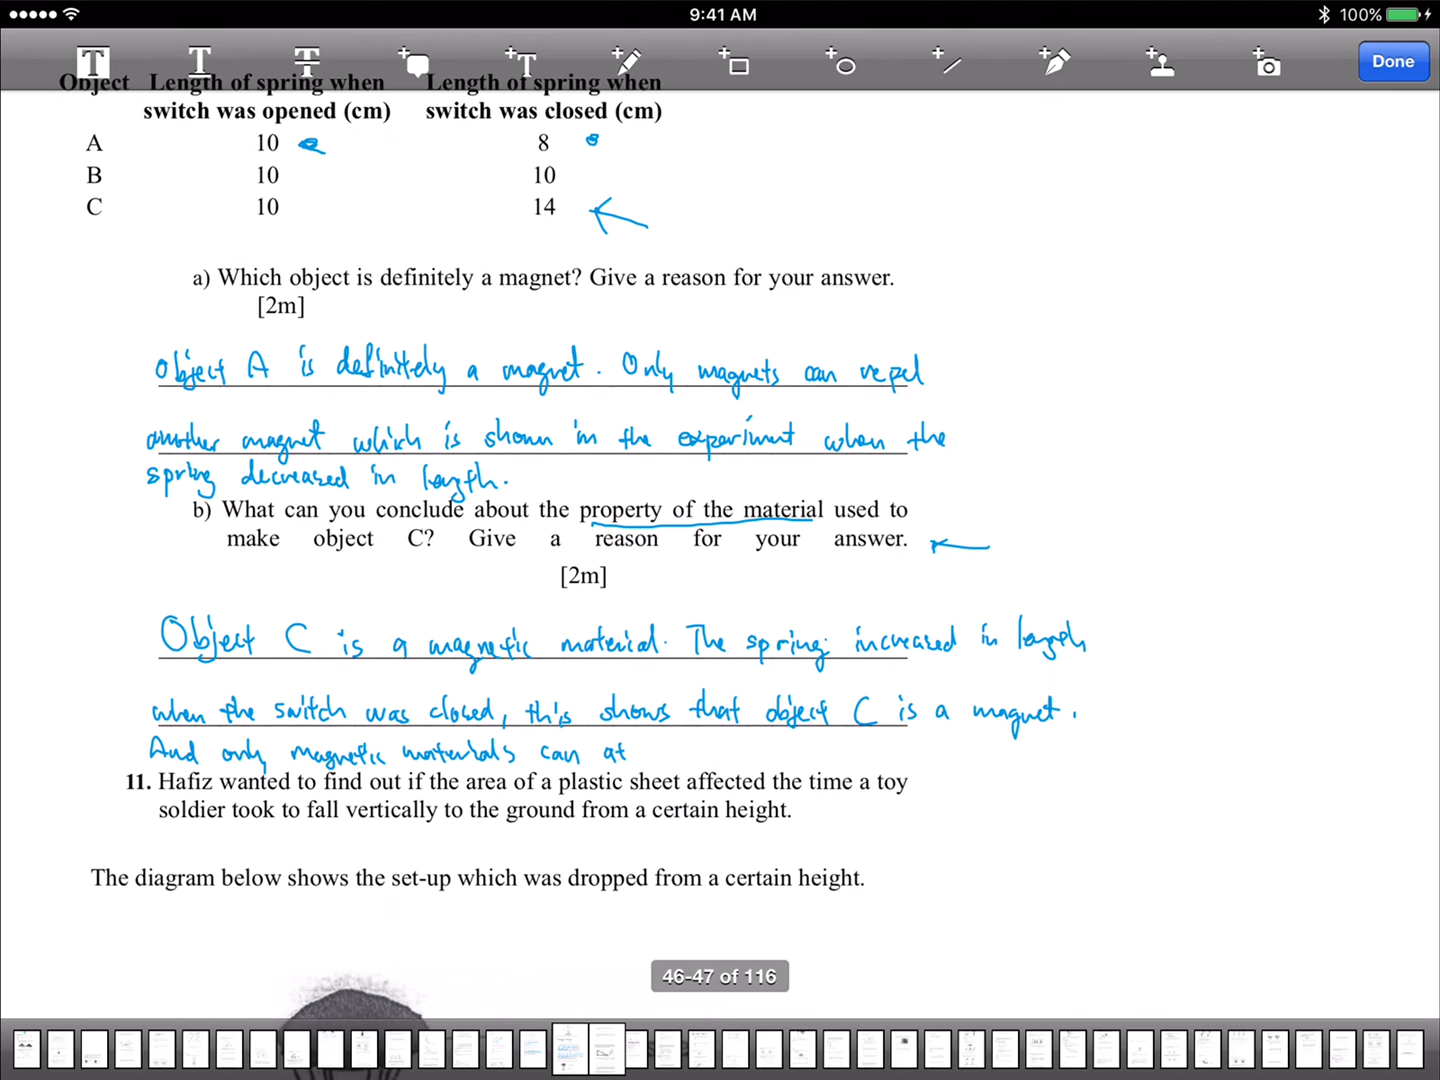 9:41 AM
100%
T T T T
Done
Object Length of spring when Length of spring when
switch was opened (cm) switch was closed (cm)
A 10 8
B 10 10
C 10 14
a) Which object is definitely a magnet? Give a reason for your answer.
[2m]
Object A is definitely a magnet. Only magnets can repel
another magnet which is shown in the experiment when the
spring decreased in length.
b) What can you conclude about the property of the material used to
make object C? Give a reason for your answer.
[2m]
Object C is a magnetic material. The spring increased in length
when the switch was closed, this shows that object C is a magnet.
And only magnetic materials can at
11. Hafiz wanted to find out if the area of a plastic sheet affected the time a toy
soldier took to fall vertically to the ground from a certain height.
The diagram below shows the set-up which was dropped from a certain height.
46-47 of 116